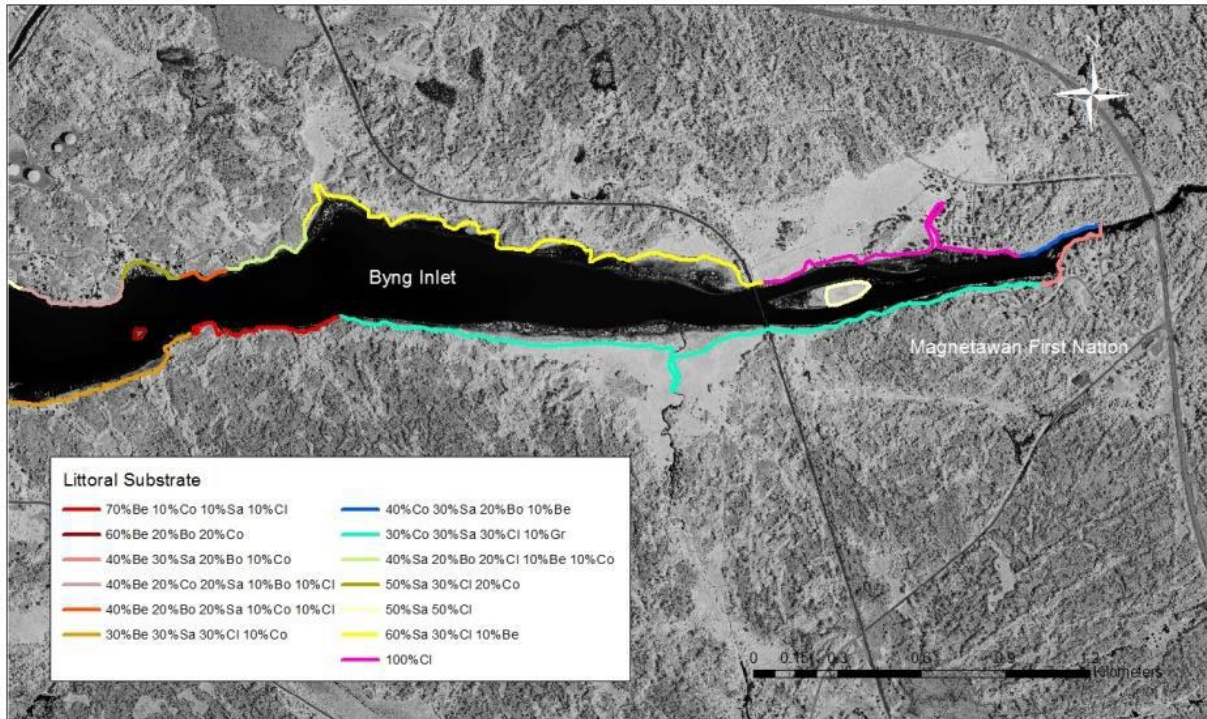 N
Byng Inlet
Magnetawan First Nation
Littoral Substrate
70%Be 10%Co 10%Sa 10%Cl
60%Be 20%Bo 20%Co
40%Be 30%Sa 20%Bo 10%Co
40%Be 20%Co 20%Sa 10%Bo 10%Cl
40%Be 20%Bo 20%Sa 10%Co 10%Cl
30%Be 30%Sa 30%Cl 10%Co
40%Co 30%Sa 20%Bo 10%Be
30%Co 30%Sa 30%Cl 10%Gr
40%Sa 20%Bo 20%Cl 10%Be 10%Co
50%Sa 30%Cl 20%Co
50%Sa 50%Cl
60%Sa 30%Cl 10%Be
100%Cl
0 0.15 0.3 0.6 0.9 1.2
Kilometers